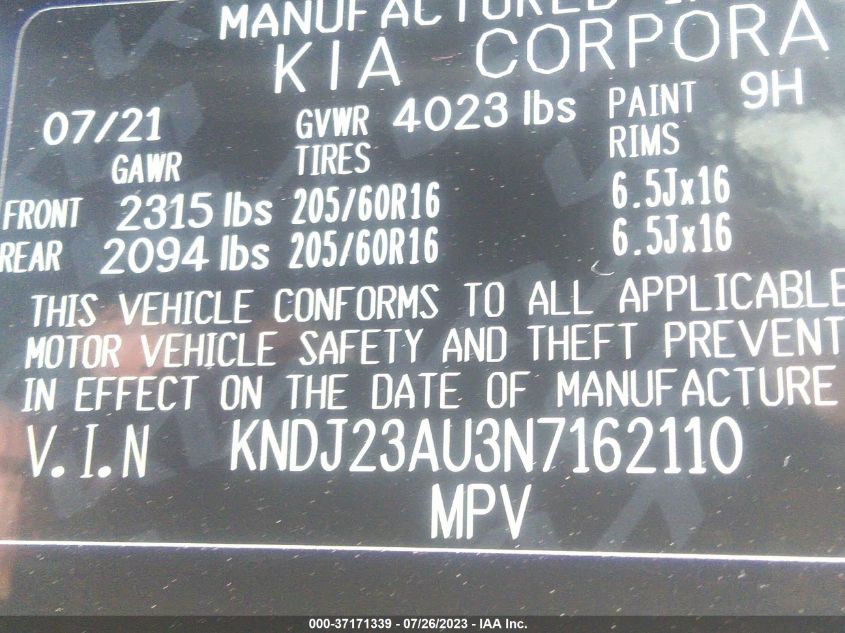 MANUFACTURED
KIA CORPORA
07/21 GVWR 4023 lbs PAINT 9H
GAWR TIRES RIMS
FRONT 2315 lbs 205/60R16 6.5Jx16
REAR 2094 lbs 205/60R16 6.5Jx16
THIS VEHICLE CONFORMS TO ALL APPLICABLE
MOTOR VEHICLE SAFETY AND THEFT PREVENT
IN EFFECT ON THE DATE OF MANUFACTURE
V.I.N KNDJ23AU3N7162110
MPV
000-37171339 - 07/26/2023 - IAA Inc.